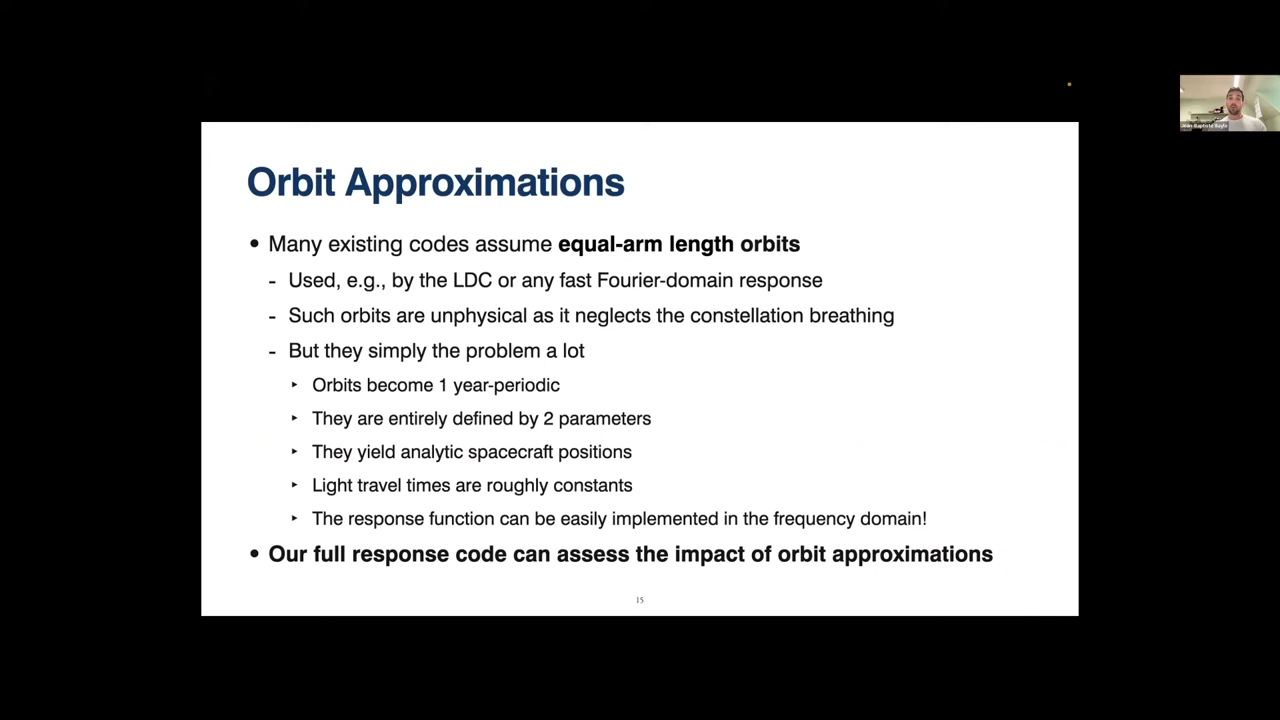 Orbit Approximations
• Many existing codes assume equal-arm length orbits
- Used, e.g., by the LDC or any fast Fourier-domain response
- Such orbits are unphysical as it neglects the constellation breathing
- But they simply the problem a lot
‣ Orbits become 1 year-periodic
‣ They are entirely defined by 2 parameters
‣ They yield analytic spacecraft positions
‣ Light travel times are roughly constants
‣ The response function can be easily implemented in the frequency domain!
• Our full response code can assess the impact of orbit approximations
15
Jean-Baptiste Bayle